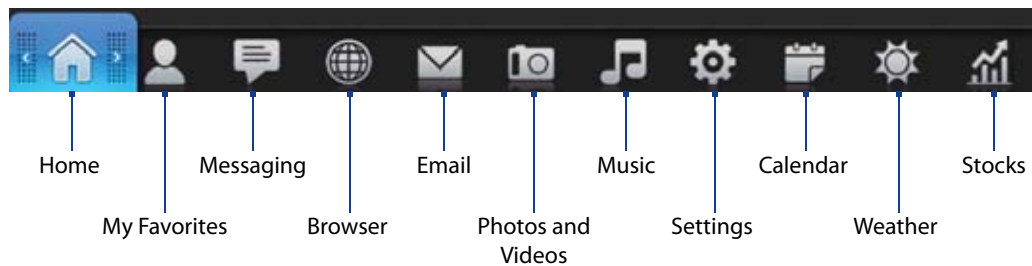 Home Messaging Email Music Calendar Stocks
My Favorites Browser Photos and Settings Weather
Videos